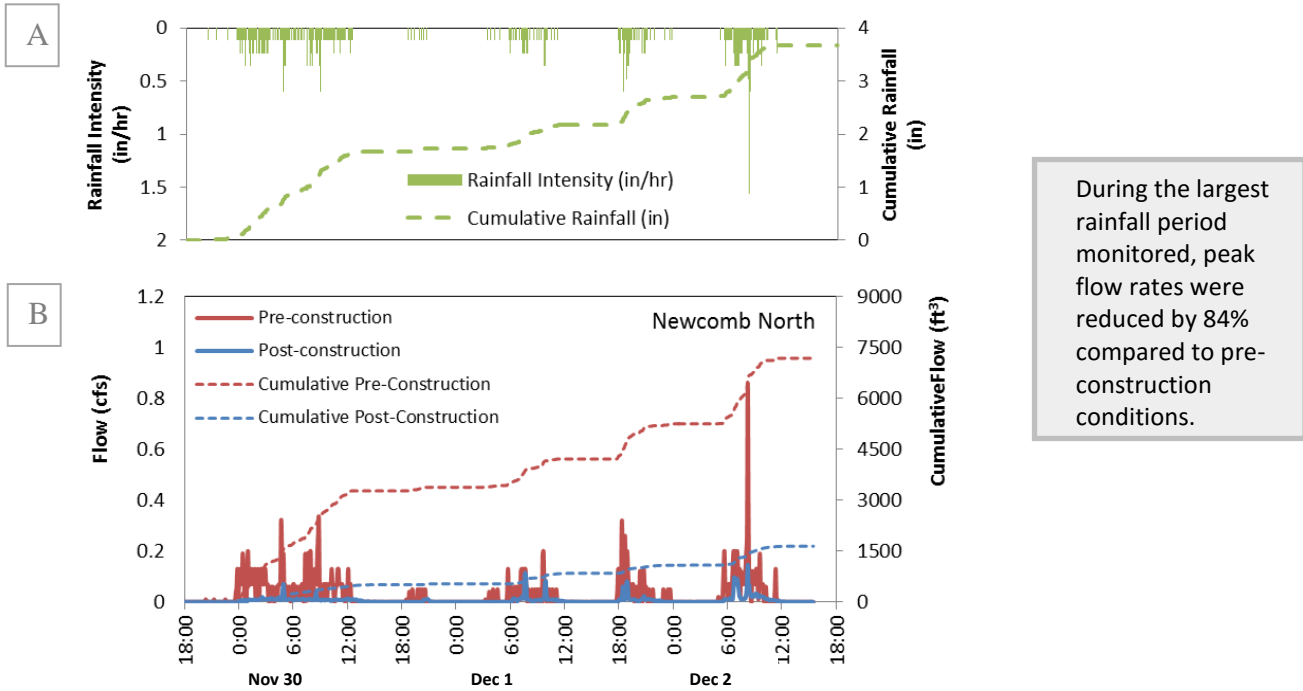 A
0
0.5
1
1.5
2
Rainfall Intensity
(in/hr)
Rainfall Intensity (in/hr)
Cumulative Rainfall (in)
4
3
2
1
0
Cumulative Rainfall
(in)
B
1.2
1
0.8
0.6
0.4
0.2
0
Flow (cfs)
Pre-construction
Post-construction
Cumulative Pre-Construction
Cumulative Post-Construction
Newcomb North
9000
7500
6000
4500
3000
1500
0
CumulativeFlow (ft³)
18:00
0:00
6:00
12:00
18:00
0:00
6:00
12:00
18:00
0:00
6:00
12:00
18:00
Nov 30
Dec 1
Dec 2
During the largest
rainfall period
monitored, peak
flow rates were
reduced by 84%
compared to pre-
construction
conditions.